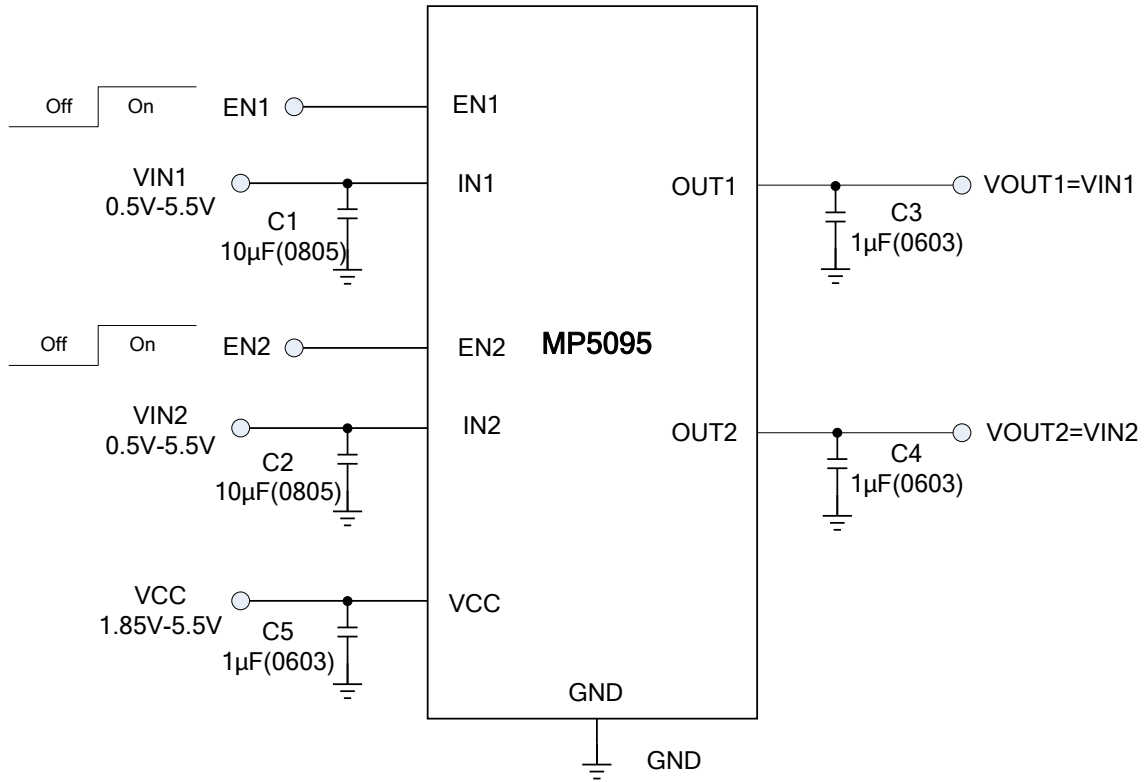 Off
On
EN1
EN1
VIN1
0.5V-5.5V
IN1
OUT1
VOUT1=VIN1
C1
10µF(0805)
C3
1µF(0603)
Off
On
EN2
EN2
MP5095
VIN2
0.5V-5.5V
IN2
OUT2
VOUT2=VIN2
C2
10µF(0805)
C4
1µF(0603)
VCC
1.85V-5.5V
VCC
C5
1µF(0603)
GND
GND